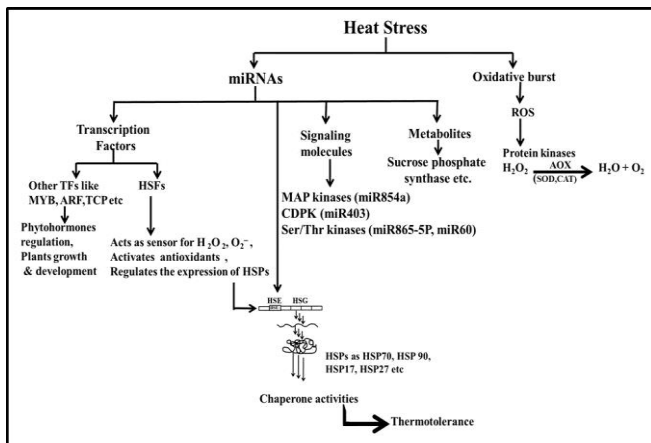 Heat Stress
miRNAs
Oxidative burst
ROS
Protein kinases
H₂O₂
AOX
(SOD,CAT)
H₂O + O₂
Transcription
Factors
Signaling
molecules
Metabolites
Sucrose phosphate
synthase etc.
Other TFs like
MYB, ARF,TCP etc
HSFs
MAP kinases (miR854a)
CDPK (miR403)
Ser/Thr kinases (miR865-5P, miR60)
Phytohormones
regulation,
Plants growth
& development
Acts as sensor for H₂O₂, O₂⁻,
Activates antioxidants ,
Regulates the expression of HSPs
HSE
HSG
HSPs as HSP70, HSP 90,
HSP17, HSP27 etc
Chaperone activities
Thermotolerance